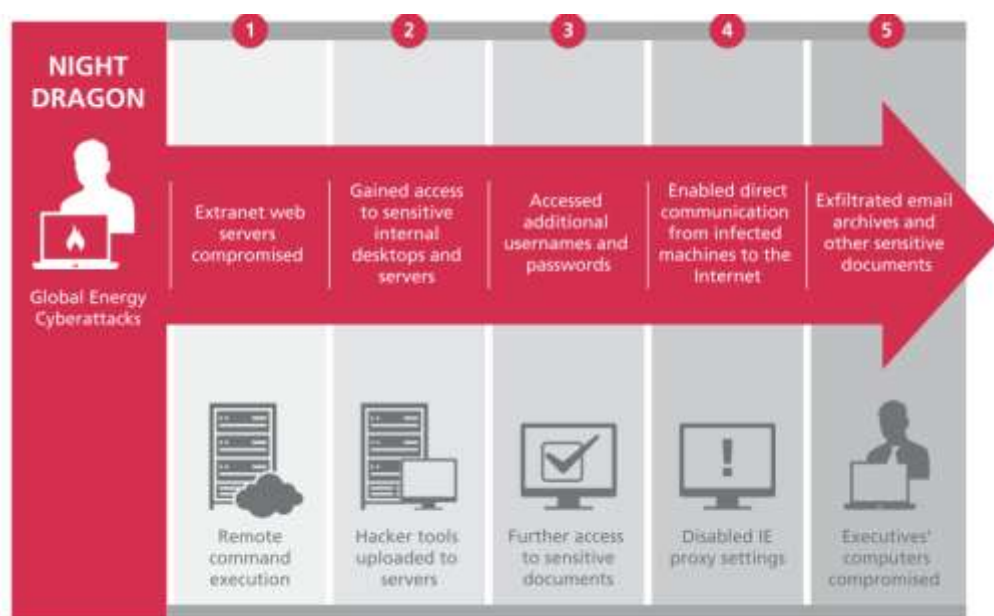 1
2
3
4
5
NIGHT
DRAGON
Global Energy
Cyberattacks
Extranet web
servers
compromised
Gained access
to sensitive
internal
desktops and
servers
Accessed
additional
usernames and
passwords
Enabled direct
communication
from infected
machines to the
Internet
Exfiltrated email
archives and
other sensitive
documents
Remote
command
execution
Hacker tools
uploaded to
servers
Further access
to sensitive
documents
Disabled IE
proxy settings
Executives'
computers
compromised